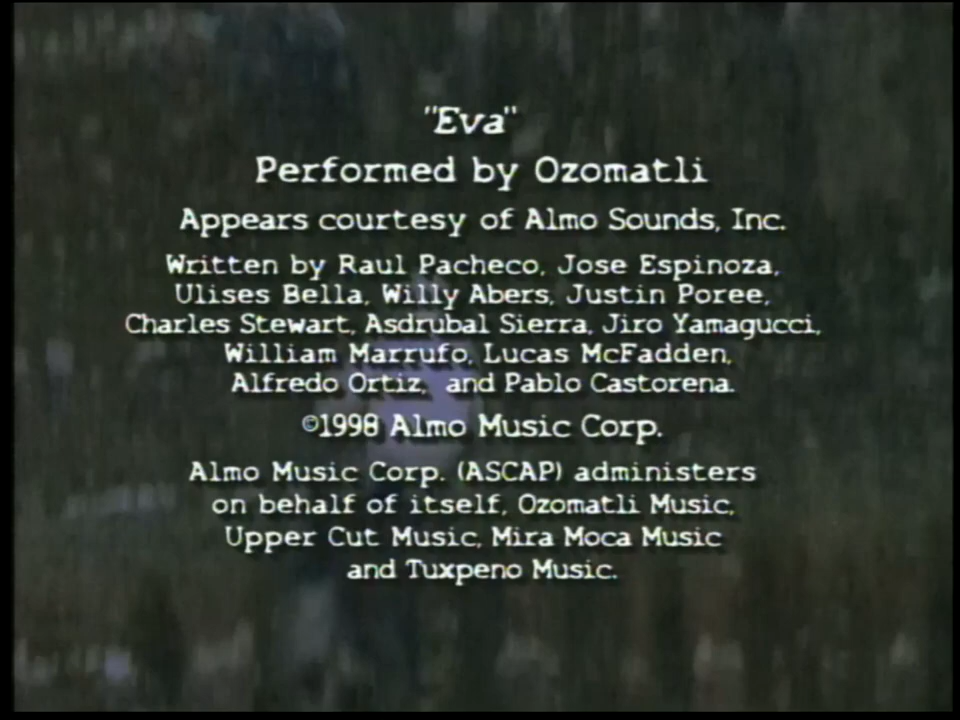 "Eva"
Performed by Ozomatli
Appears courtesy of Almo Sounds, Inc.
Written by Raul Pacheco, Jose Espinoza,
Ulises Bella, Willy Abers, Justin Poree,
Charles Stewart, Asdrubal Sierra, Jiro Yamagucci,
William Marrufo, Lucas McFadden,
Alfredo Ortiz, and Pablo Castorena.
©1998 Almo Music Corp.
Almo Music Corp. (ASCAP) administers
on behalf of itself, Ozomatli Music,
Upper Cut Music, Mira Moca Music
and Tuxpeno Music.